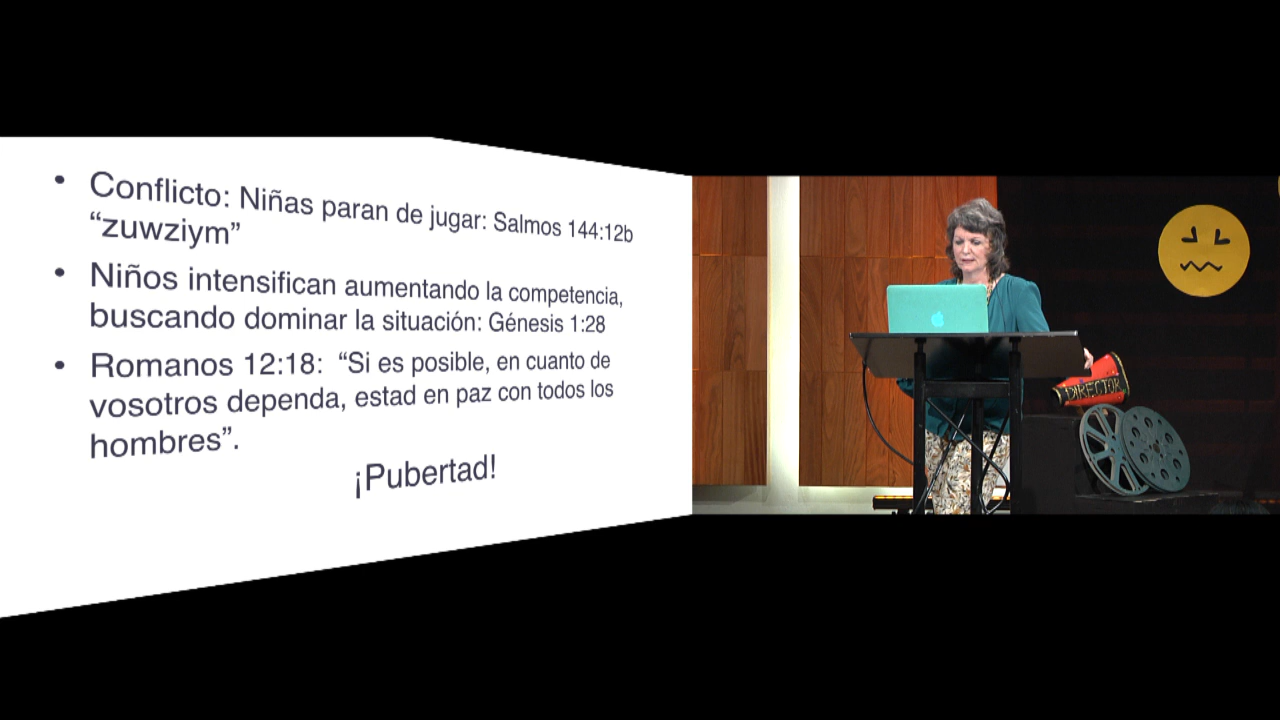 • Conflicto: Niñas paran de jugar: Salmos 144:12b
“zuwziym”
• Niños intensifican aumentando la competencia,
buscando dominar la situación: Génesis 1:28
• Romanos 12:18: “Si es posible, en cuanto de
vosotros dependa, estad en paz con todos los
hombres”.
¡Pubertad!
DIRECTOR